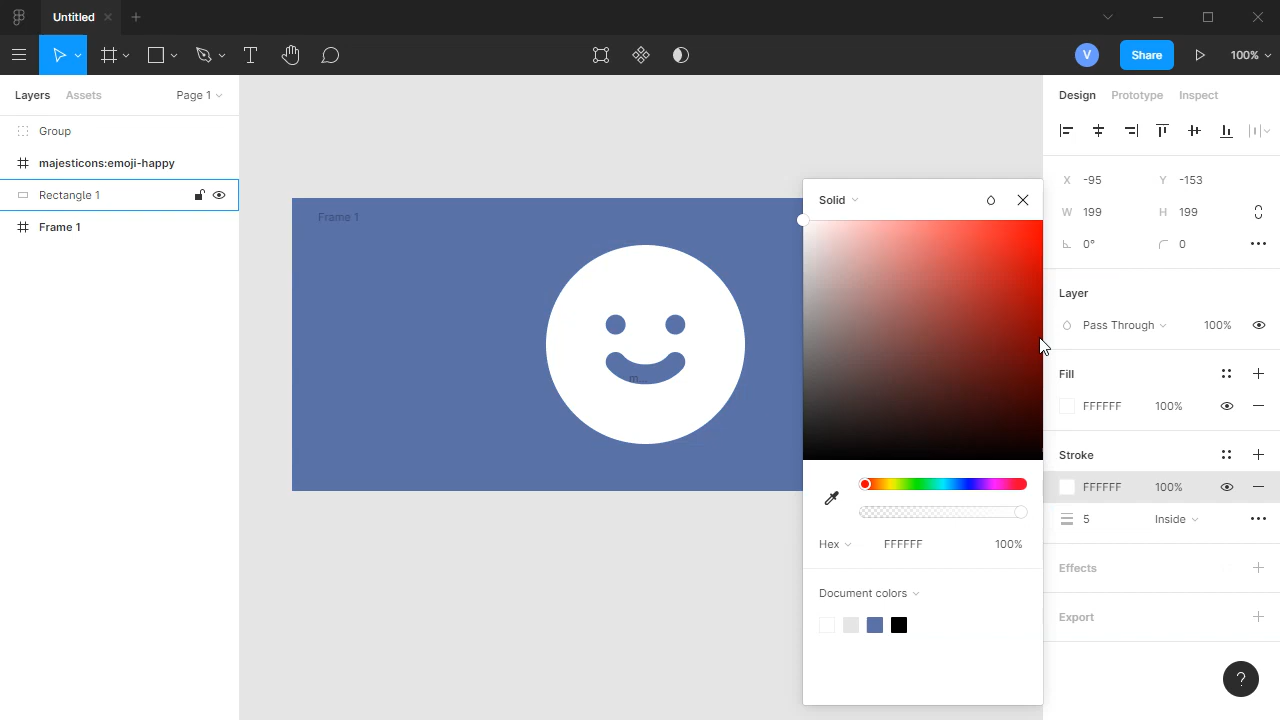 Untitled
Share
V
100%
Layers
Assets
Page 1
Design
Prototype
Inspect
Group
majesticons:emoji-happy
Rectangle 1
Frame 1
Frame 1
m...
Solid
Hex
FFFFFF
100%
Document colors
X
-95
Y
-153
W
199
H
199
0°
0
Layer
Pass Through
100%
Fill
FFFFFF
100%
Stroke
FFFFFF
100%
5
Inside
Effects
Export
?